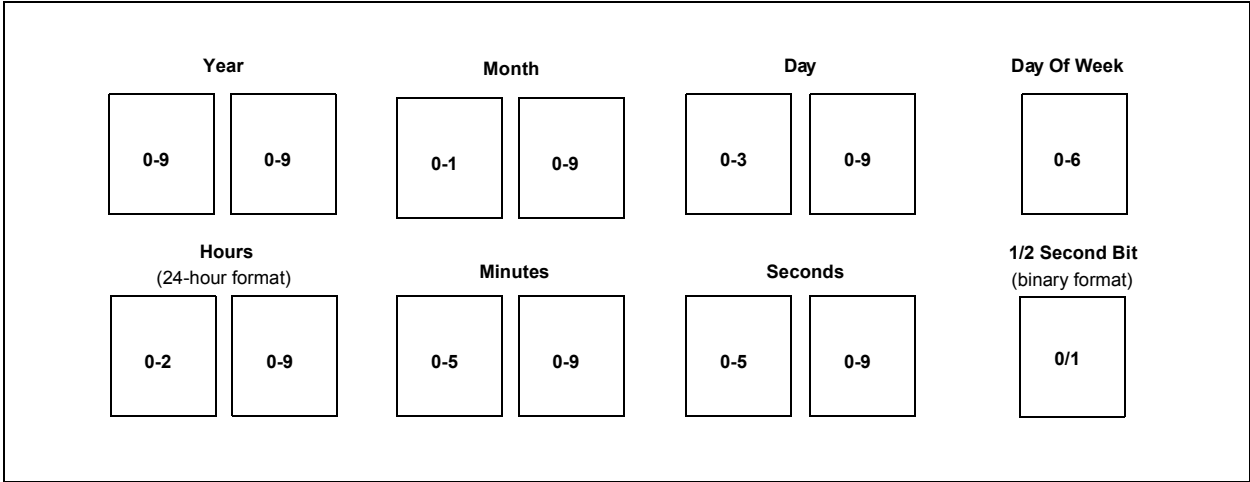 Year Month Day Day Of Week
0-9 0-9 0-1 0-9 0-3 0-9 0-6
Hours Minutes Seconds 1/2 Second Bit
(24-hour format) (binary format)
0-2 0-9 0-5 0-9 0-5 0-9 0/1